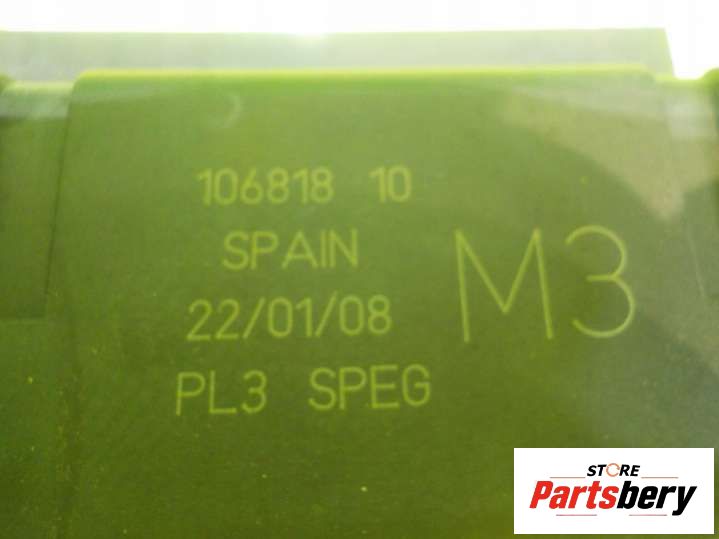 106818 10
SPAIN
22/01/08
M3
PL3 SPEG
STORE
Partsbery